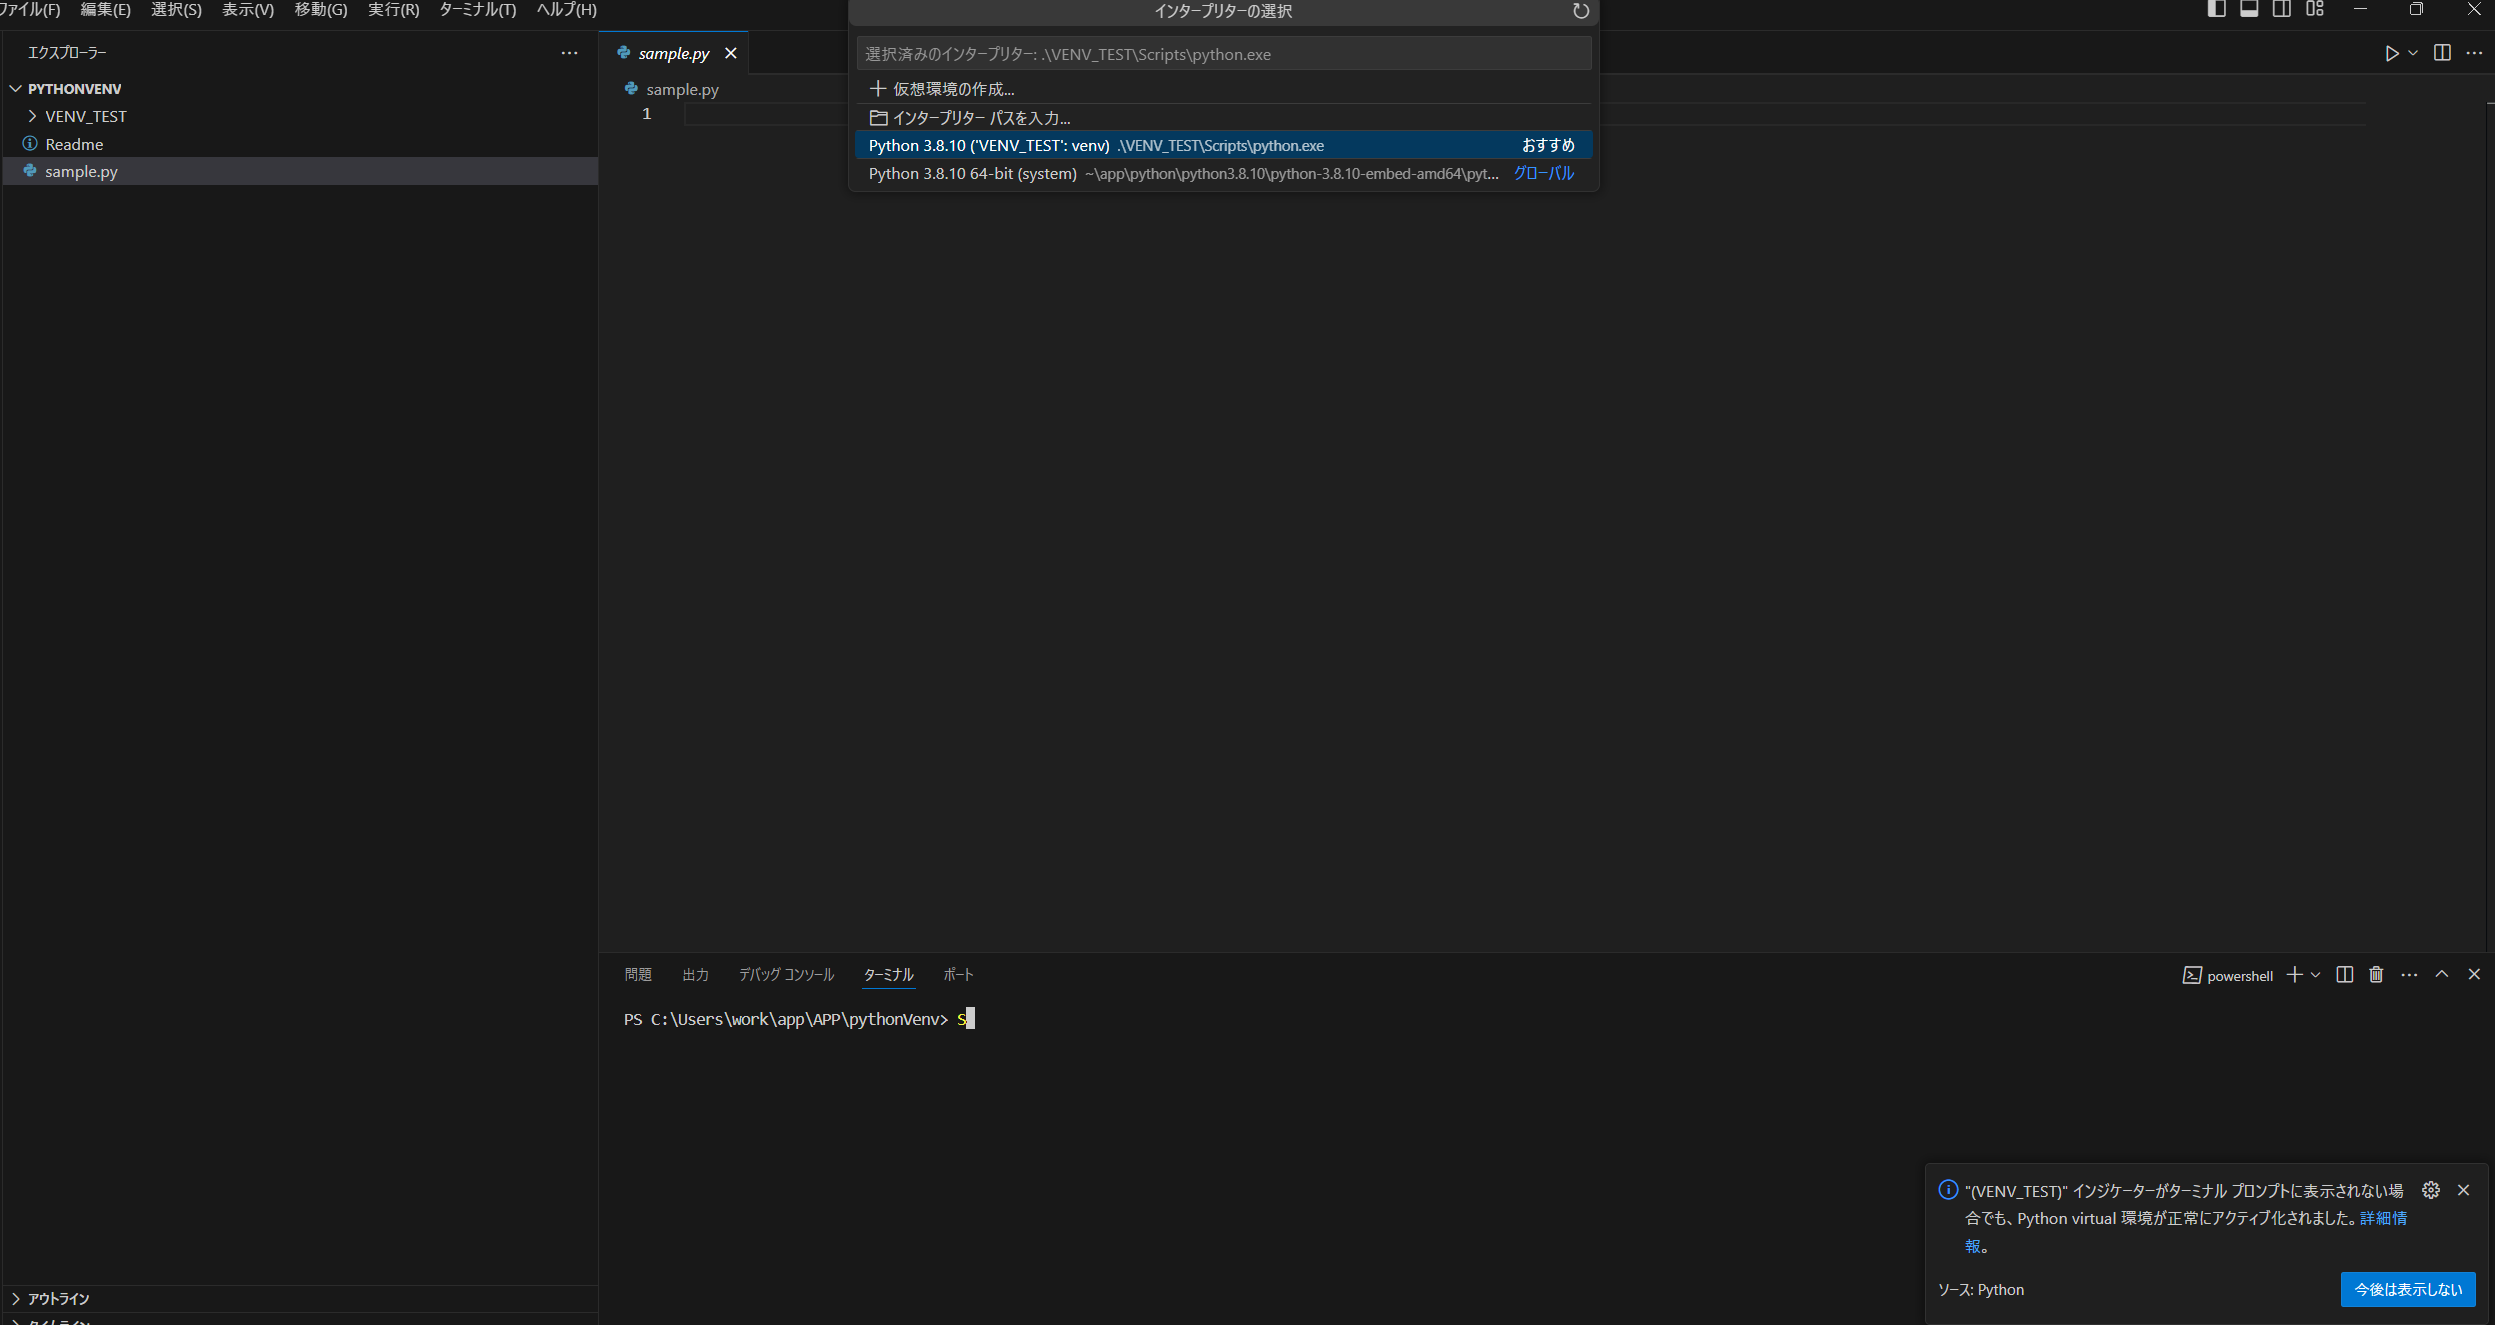 ファイル(F) 編集(E) 選択(S) 表示(V) 移動(G) 実行(R) ターミナル(T) ヘルプ(H)
インタープリターの選択
選択済みのインタープリター: .\VENV_TEST\Scripts\python.exe
仮想環境の作成...
インタープリター パスを入力...
Python 3.8.10 ('VENV_TEST': venv) .\VENV_TEST\Scripts\python.exe おすすめ
Python 3.8.10 64-bit (system) ~\app\python\python3.8.10\python-3.8.10-embed-amd64\pyt... グローバル
エクスプローラー
PYTHONVENV
VENV_TEST
Readme
sample.py
アウトライン
タイムライン
sample.py
sample.py
1
問題 出力 デバッグ コンソール ターミナル ポート
powershell
PS C:\Users\work\app\APP\pythonVenv> S
"(VENV_TEST)" インジケーターがターミナル プロンプトに表示されない場
合でも、Python virtual 環境が正常にアクティブ化されました。詳細情
報。
ソース: Python
今後は表示しない